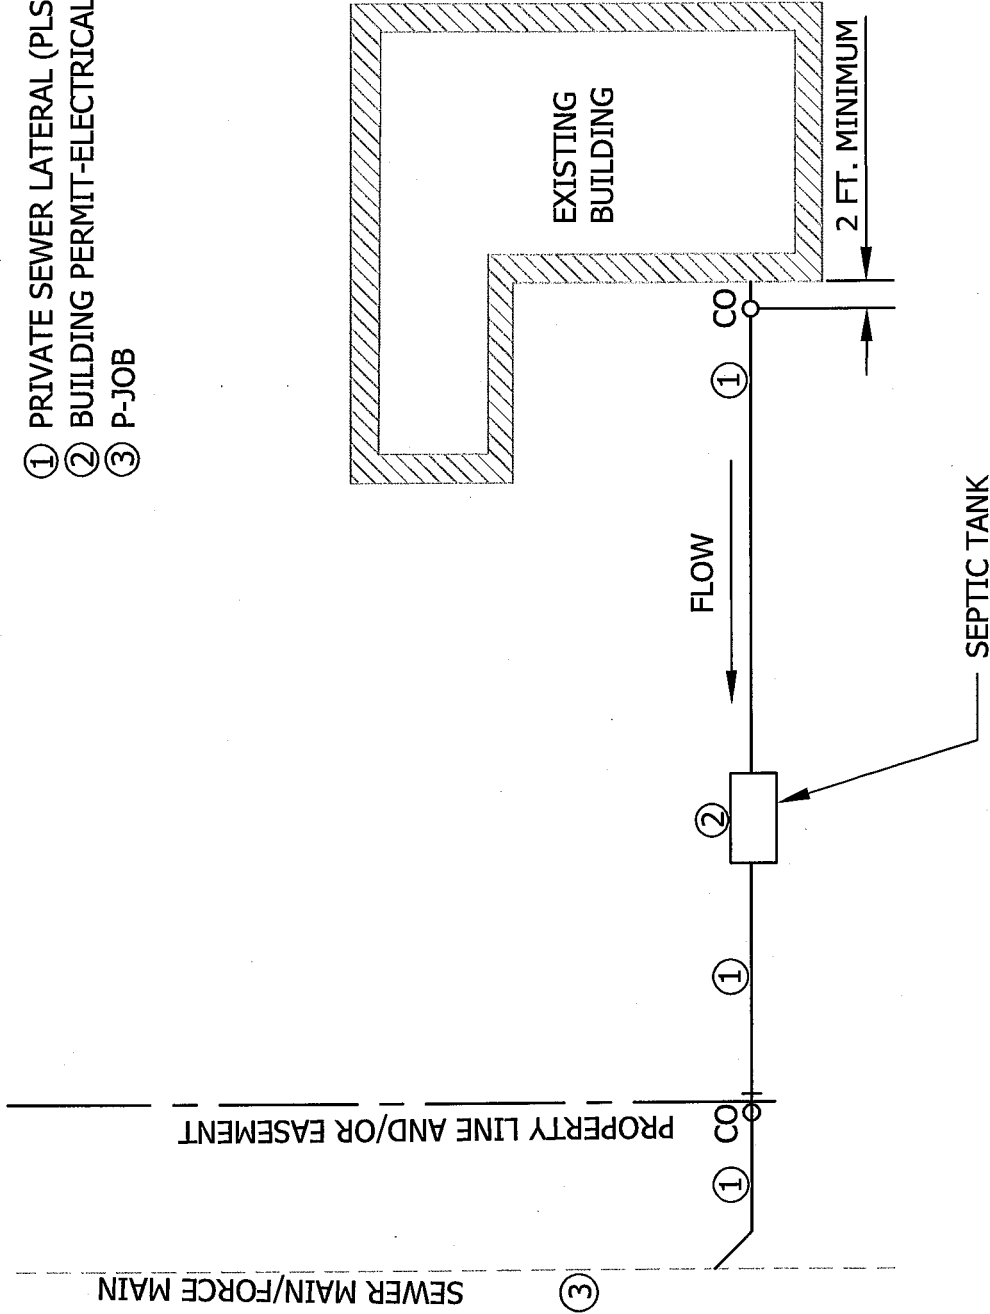 ① PRIVATE SEWER LATERAL (PLS
② BUILDING PERMIT-ELECTRICAL
③ P-JOB
EXISTING
BUILDING
2 FT. MINIMUM
CO
①
FLOW
②
SEPTIC TANK
①
PROPERTY LINE AND/OR EASEMENT
CO
①
SEWER MAIN/FORCE MAIN
③